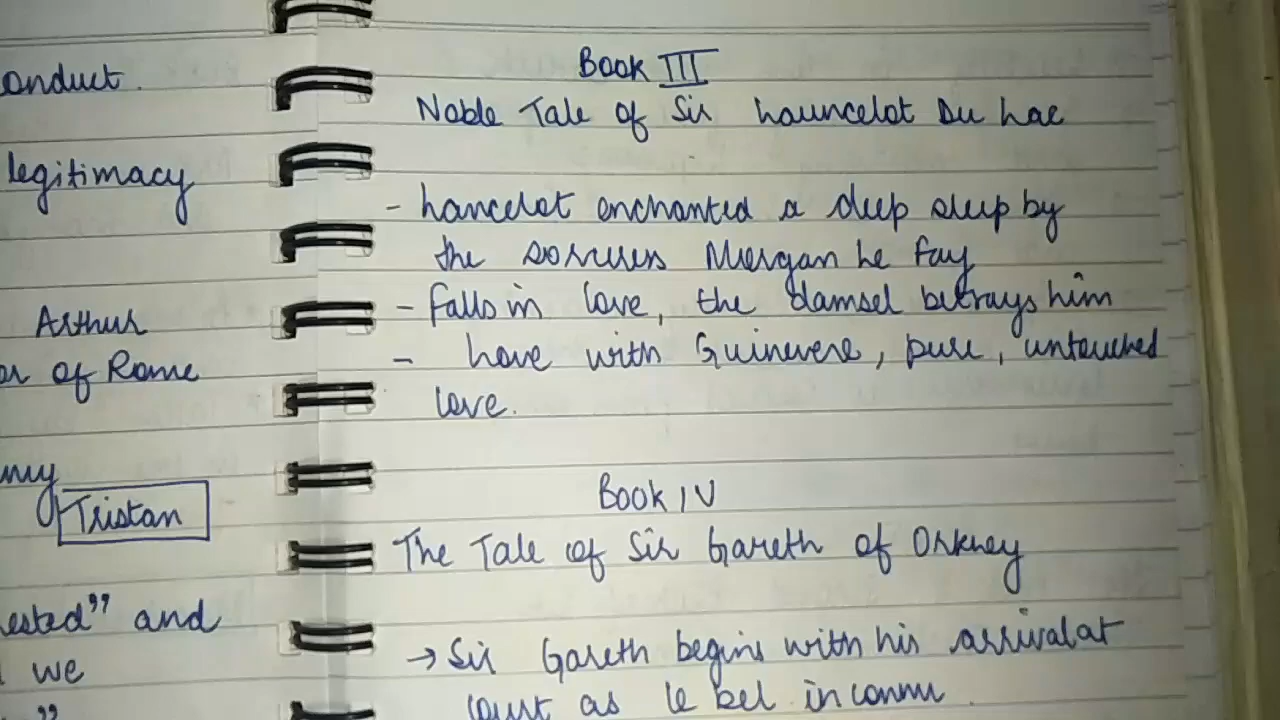 onduct.
legitimacy
Arthur
or of Rome
my
Tristan
ested" and
we
"
Book III
Noble Tale of Sir Launcelot Du Lac
- Lancelot enchanted a deep sleep by
the sorceress Morgan Le Fay
- Falls in love, the damsel betrays him
- Love with Guinevere, pure, untouched
love.
Book IV
The Tale of Sir Gareth of Orkney
→ Sir Gareth begins with his arrival at
court as le bel inconnu